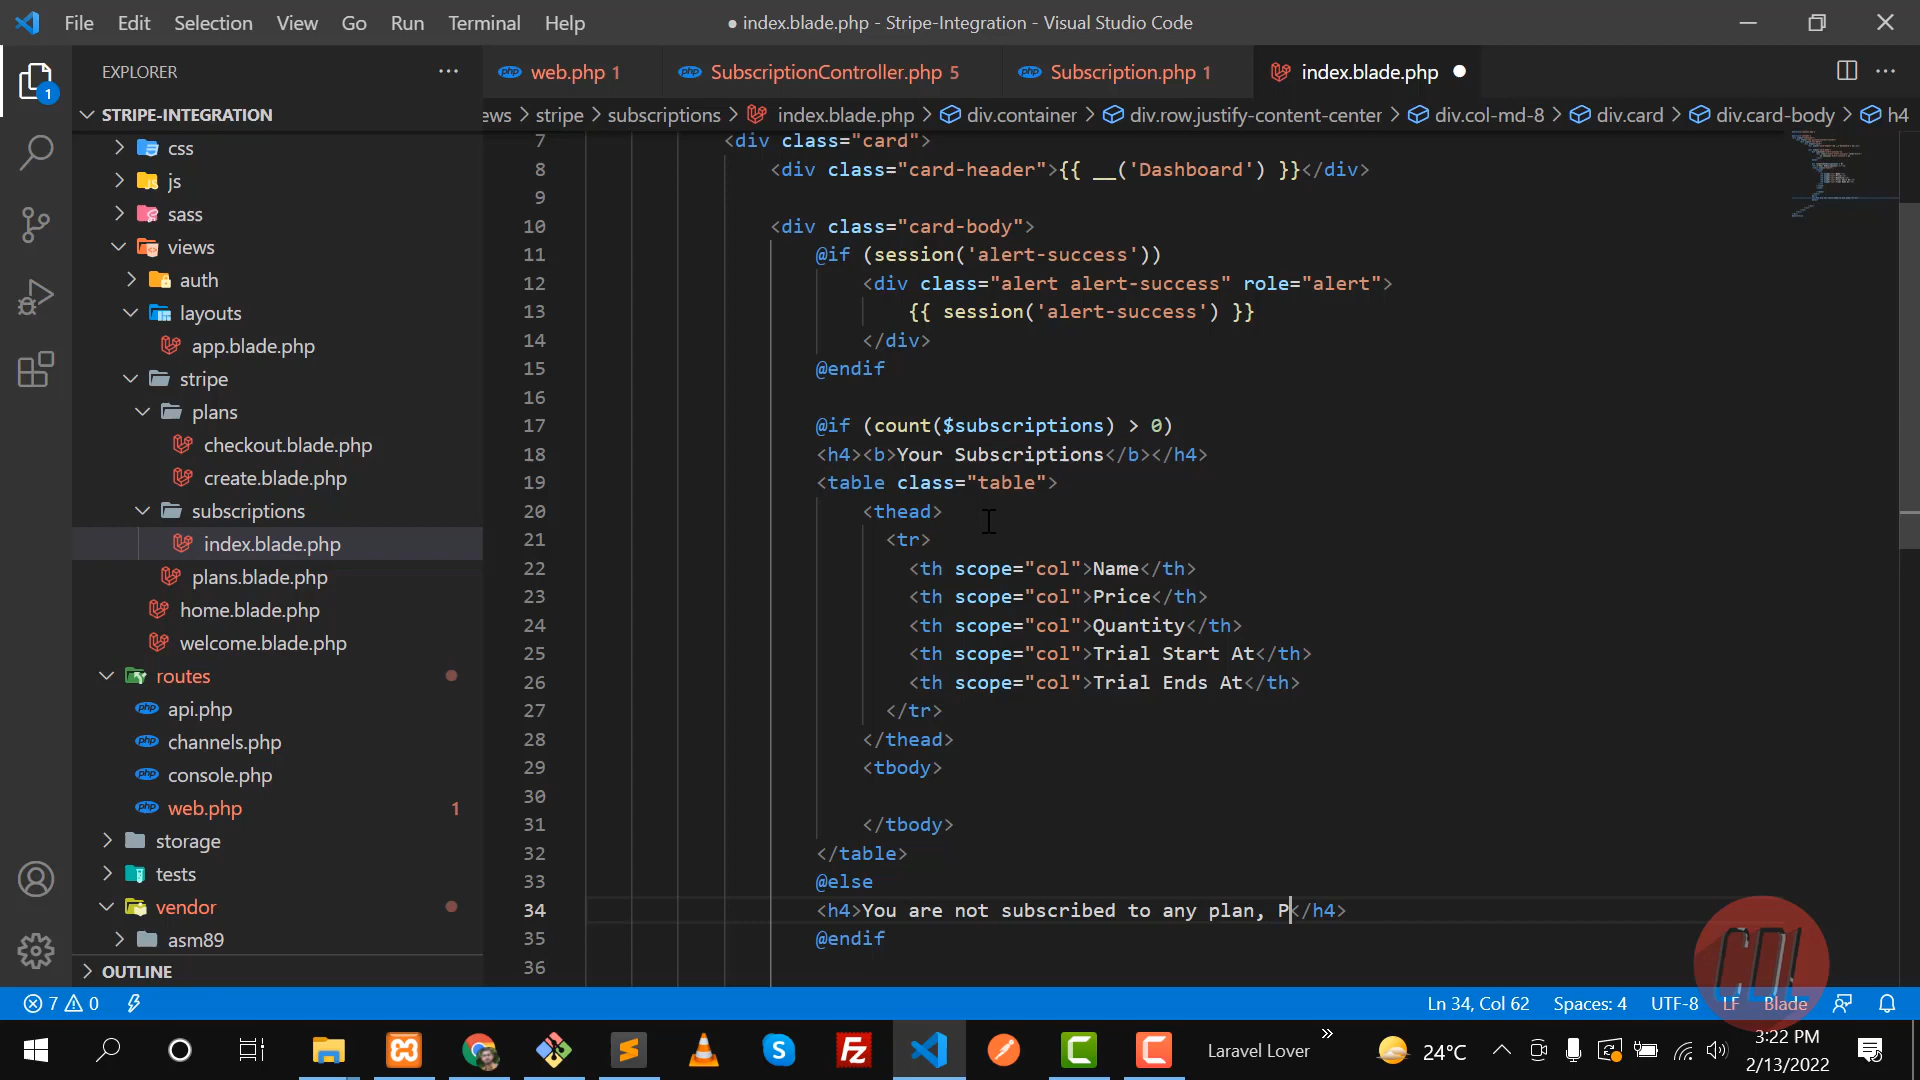 File Edit Selection View Go Run Terminal Help
● index.blade.php - Stripe-Integration - Visual Studio Code
EXPLORER
web.php 1
SubscriptionController.php 5
Subscription.php 1
index.blade.php
STRIPE-INTEGRATION
ews > stripe > subscriptions > index.blade.php > div.container > div.row.justify-content-center > div.col-md-8 > div.card > div.card-body > h4
css
js
sass
views
auth
layouts
app.blade.php
stripe
plans
checkout.blade.php
create.blade.php
subscriptions
index.blade.php
plans.blade.php
home.blade.php
welcome.blade.php
routes
api.php
channels.php
console.php
web.php 1
storage
tests
vendor
asm89
OUTLINE
7 <div class="card">
8 <div class="card-header">{{ __('Dashboard') }}</div>
9
10 <div class="card-body">
11 @if (session('alert-success'))
12 <div class="alert alert-success" role="alert">
13 {{ session('alert-success') }}
14 </div>
15 @endif
16
17 @if (count($subscriptions) > 0)
18 <h4><b>Your Subscriptions</b></h4>
19 <table class="table">
20 <thead>
21 <tr>
22 <th scope="col">Name</th>
23 <th scope="col">Price</th>
24 <th scope="col">Quantity</th>
25 <th scope="col">Trial Start At</th>
26 <th scope="col">Trial Ends At</th>
27 </tr>
28 </thead>
29 <tbody>
30
31 </tbody>
32 </table>
33 @else
34 <h4>You are not subscribed to any plan, P</h4>
35 @endif
36
1
7 0
Ln 34, Col 62 Spaces: 4 UTF-8 LF Blade
Laravel Lover
24°C
3:22 PM
2/13/2022